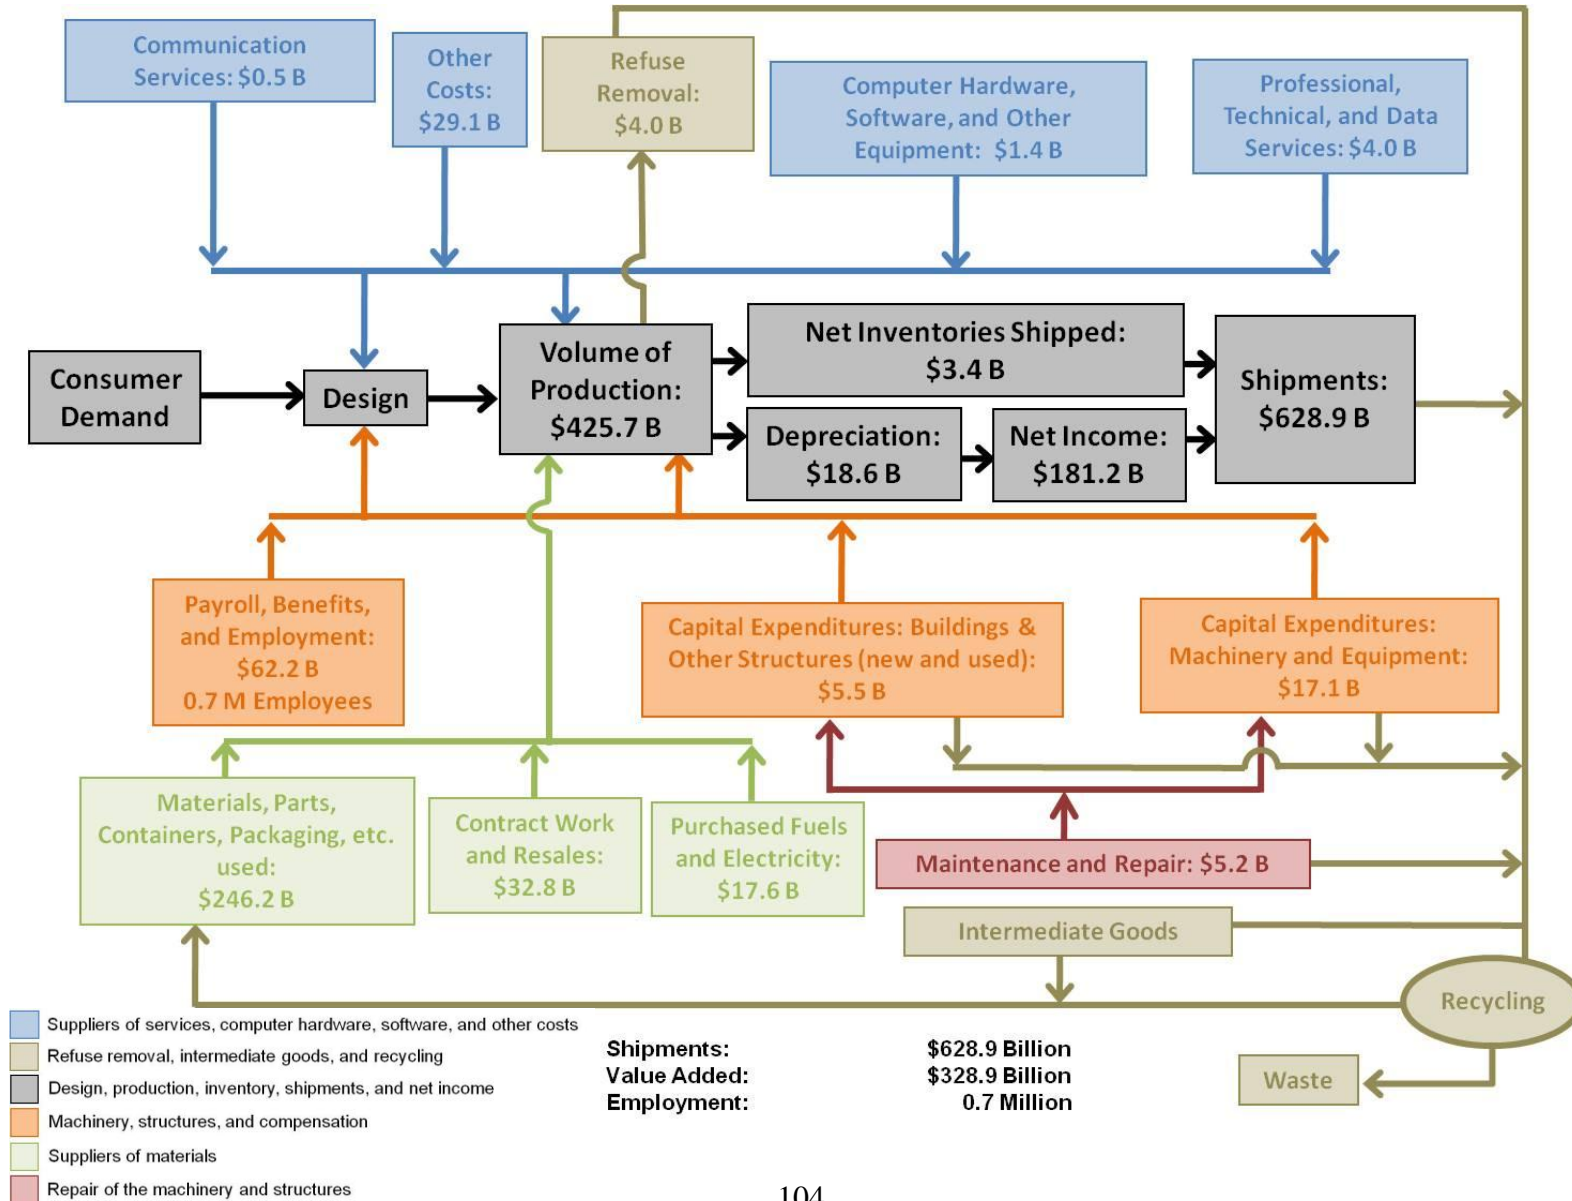 Communication
Services: $0.5 B
Other
Costs:
$29.1 B
Refuse
Removal:
$4.0 B
Computer Hardware,
Software, and Other
Equipment: $1.4 B
Professional,
Technical, and Data
Services: $4.0 B
Consumer
Demand
Design
Volume of
Production:
$425.7 B
Net Inventories Shipped:
$3.4 B
Depreciation:
$18.6 B
Net Income:
$181.2 B
Shipments:
$628.9 B
Payroll, Benefits,
and Employment:
$62.2 B
0.7 M Employees
Capital Expenditures: Buildings &
Other Structures (new and used):
$5.5 B
Capital Expenditures:
Machinery and Equipment:
$17.1 B
Materials, Parts,
Containers, Packaging, etc.
used:
$246.2 B
Contract Work
and Resales:
$32.8 B
Purchased Fuels
and Electricity:
$17.6 B
Maintenance and Repair: $5.2 B
Intermediate Goods
Recycling
Waste
Suppliers of services, computer hardware, software, and other costs
Refuse removal, intermediate goods, and recycling
Design, production, inventory, shipments, and net income
Machinery, structures, and compensation
Suppliers of materials
Repair of the machinery and structures
Shipments: $628.9 Billion
Value Added: $328.9 Billion
Employment: 0.7 Million
104